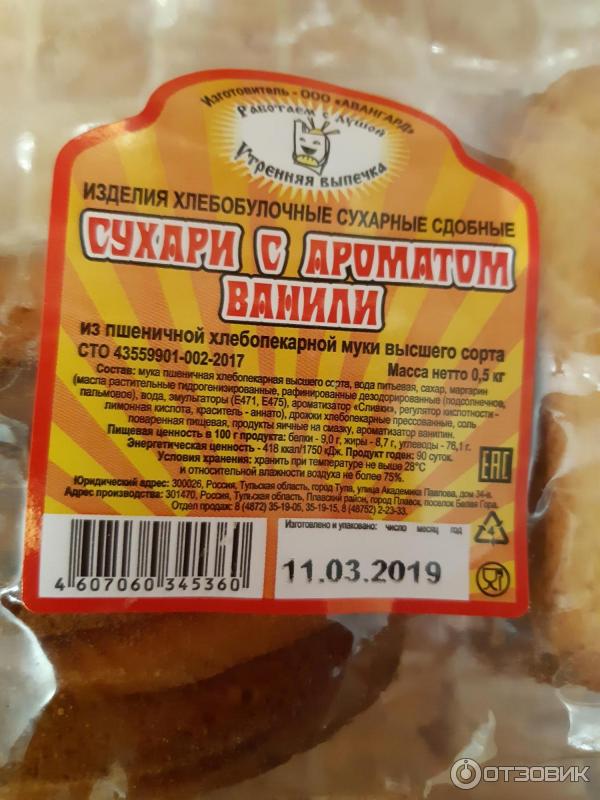 Изготовитель - ООО «АВАНГАРД»
Работаем с душой
Утренняя выпечка
ИЗДЕЛИЯ ХЛЕБОБУЛОЧНЫЕ СУХАРНЫЕ СДОБНЫЕ
СУХАРИ С АРОМАТОМ
ВАНИЛИ
из пшеничной хлебопекарной муки высшего сорта
СТО 43559901-002-2017
Масса нетто 0,5 кг
Состав: мука пшеничная хлебопекарная высшего сорта, вода питьевая, сахар, маргарин
(масла растительные гидрогенизированные, рафинированные дезодорированные (подсолнечное,
пальмовое), вода, эмульгаторы (Е471, Е475), ароматизатор «Сливки», регулятор кислотности -
лимонная кислота, краситель - аннато), дрожжи хлебопекарные прессованные, соль
поваренная пищевая, продукты яичные на смазку, ароматизатор ванилин.
Пищевая ценность в 100 г продукта: белки - 9,0 г, жиры - 8,7 г, углеводы - 76,1 г.
Энергетическая ценность - 418 ккал/1750 кДж. Продукт годен: 90 суток.
Условия хранения: хранить при температуре не выше 28°С
и относительной влажности воздуха не более 75%.
Юридический адрес: 300026, Россия, Тульская область, город Тула, улица Академика Павлова, дом 34-в.
Адрес производства: 301470, Россия, Тульская область, Плавский район, город Плавск, поселок Белая Гора.
Отдел продаж: 8 (4872) 35-19-05, 35-19-15, 8 (48752) 2-23-33.
EAC
Изготовлено и упаковано: число месяц год
11.03.2019
4 607060 345360
4
ОТЗОВИК